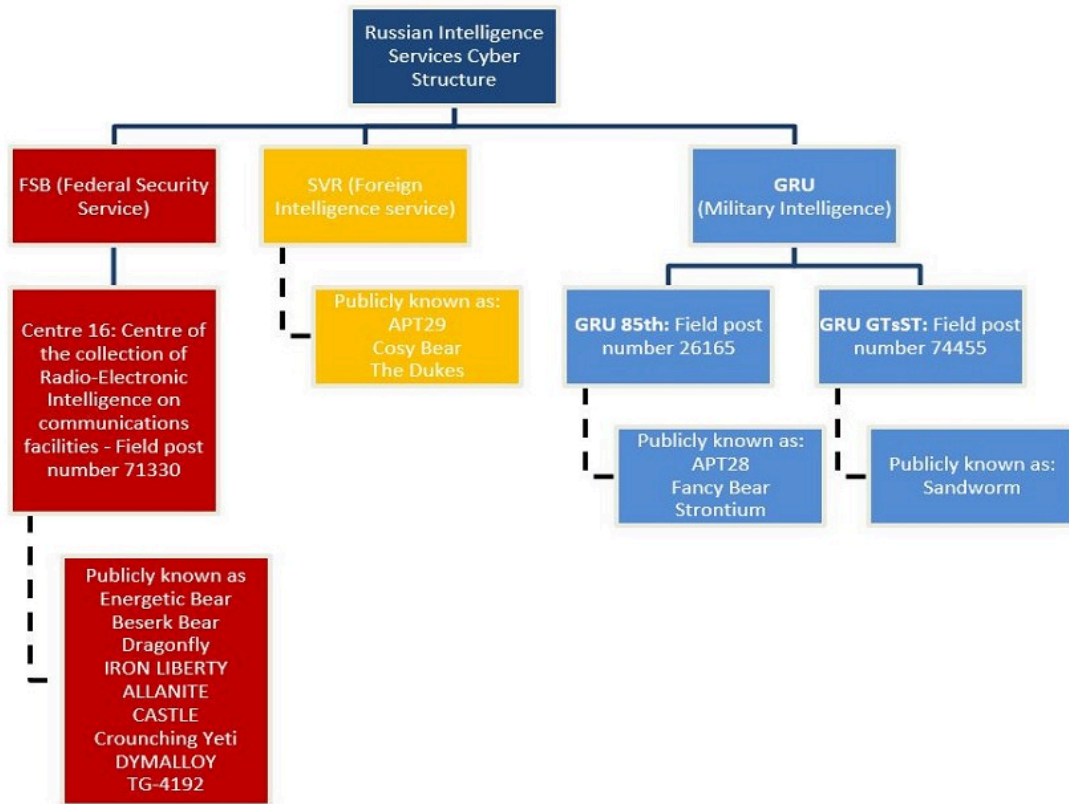 Russian Intelligence
Services Cyber
Structure
FSB (Federal Security
Service)
SVR (Foreign
Intelligence service)
GRU
(Military Intelligence)
Centre 16: Centre of
the collection of
Radio-Electronic
Intelligence on
communications
facilities - Field post
number 71330
Publicly known as:
APT29
Cosy Bear
The Dukes
GRU 85th: Field post
number 26165
GRU GTsST: Field post
number 74455
Publicly known as:
APT28
Fancy Bear
Strontium
Publicly known as:
Sandworm
Publicly known as
Energetic Bear
Beserk Bear
Dragonfly
IRON LIBERTY
ALLANITE
CASTLE
Crounching Yeti
DYMALLOY
TG-4192